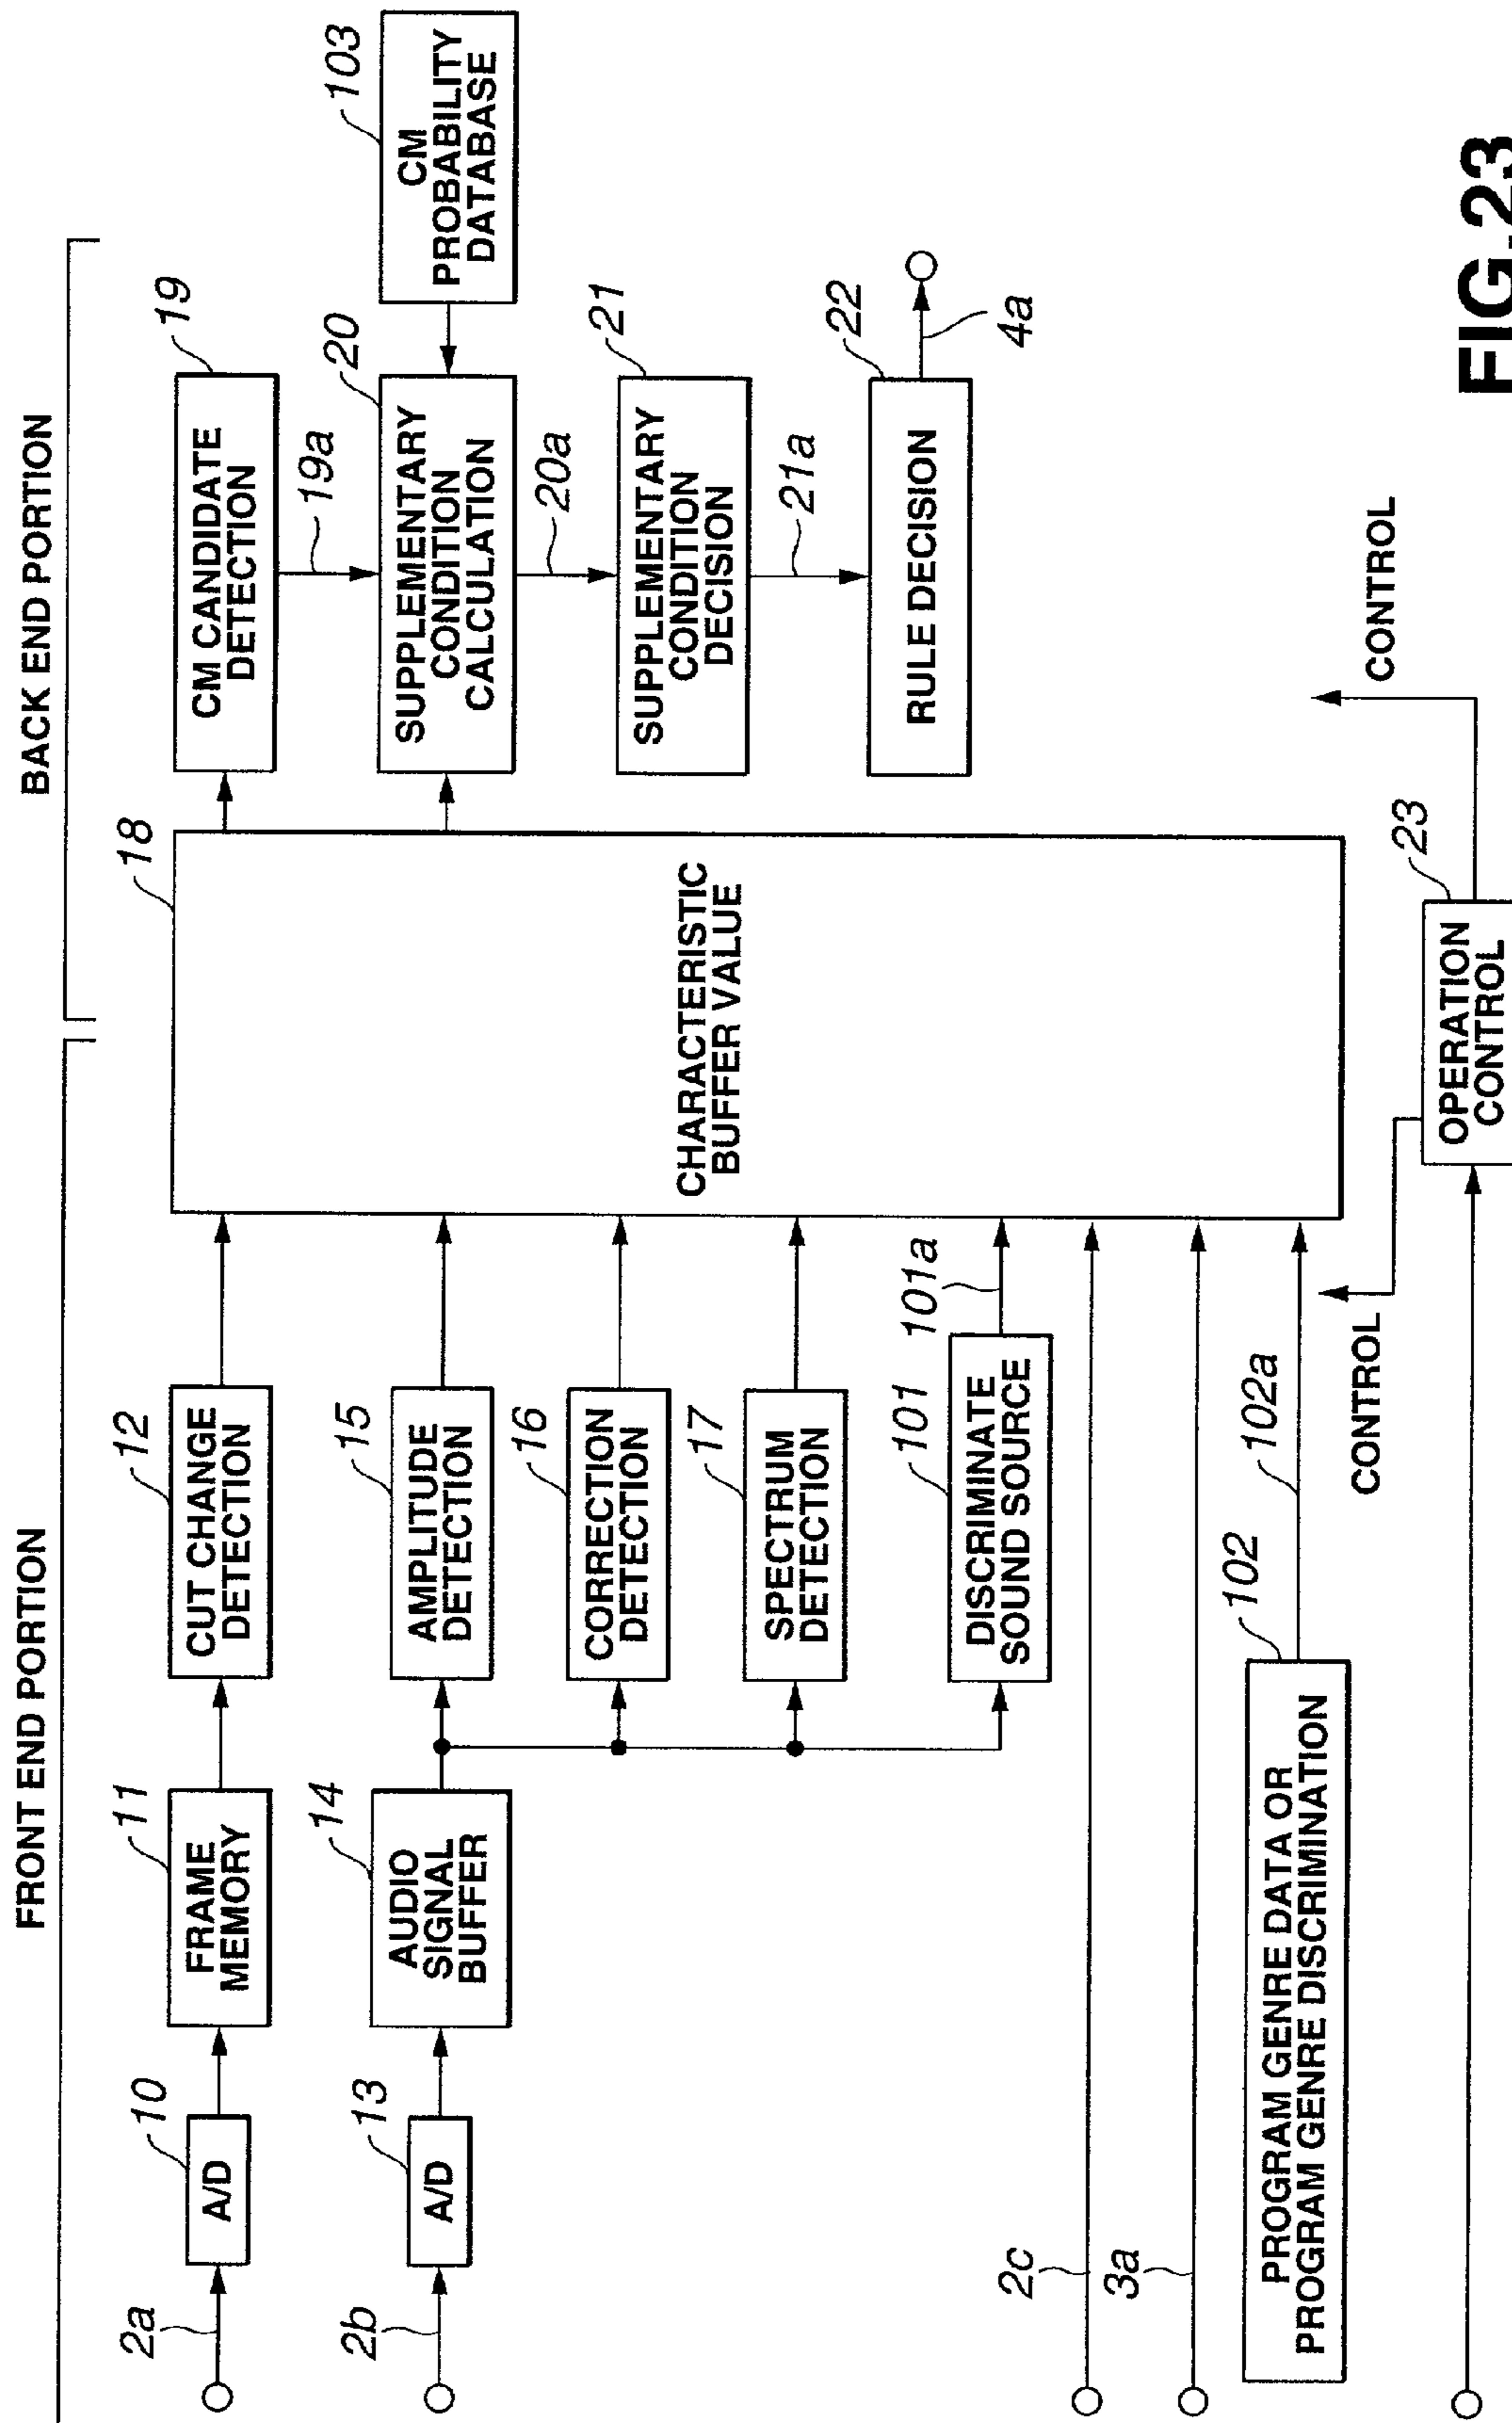 FRONT END PORTION
BACK END PORTION
2a
10
A/D
11
FRAME
MEMORY
12
CUT CHANGE
DETECTION
2b
13
A/D
14
AUDIO
SIGNAL
BUFFER
15
AMPLITUDE
DETECTION
16
CORRECTION
DETECTION
17
SPECTRUM
DETECTION
101
DISCRIMINATE
SOUND SOURCE
101a
2c
3a
102
PROGRAM GENRE DATA OR
PROGRAM GENRE DISCRIMINATION
102a
18
CHARACTERISTIC
BUFFER VALUE
19
CM CANDIDATE
DETECTION
19a
20
SUPPLEMENTARY
CONDITION
CALCULATION
20a
103
CM
PROBABILITY
DATABASE
21
SUPPLEMENTARY
CONDITION
DECISION
21a
22
RULE DECISION
4a
CONTROL
23
OPERATION
CONTROL
CONTROL
FIG.23